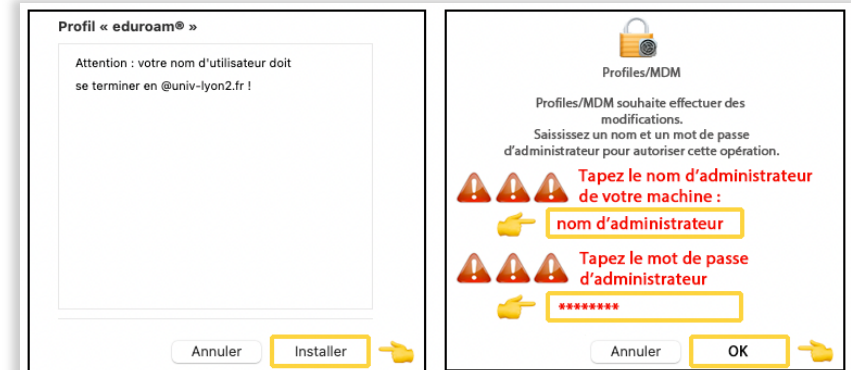 Profil « eduroam® »
Attention : votre nom d'utilisateur doit
se terminer en @univ-lyon2.fr !
Annuler
Installer
Profiles/MDM
Profiles/MDM souhaite effectuer des
modifications.
Saississez un nom et un mot de passe
d'administrateur pour autoriser cette opération.
Tapez le nom d'administrateur
de votre machine :
nom d'administrateur
Tapez le mot de passe
d'administrateur
********
Annuler
OK